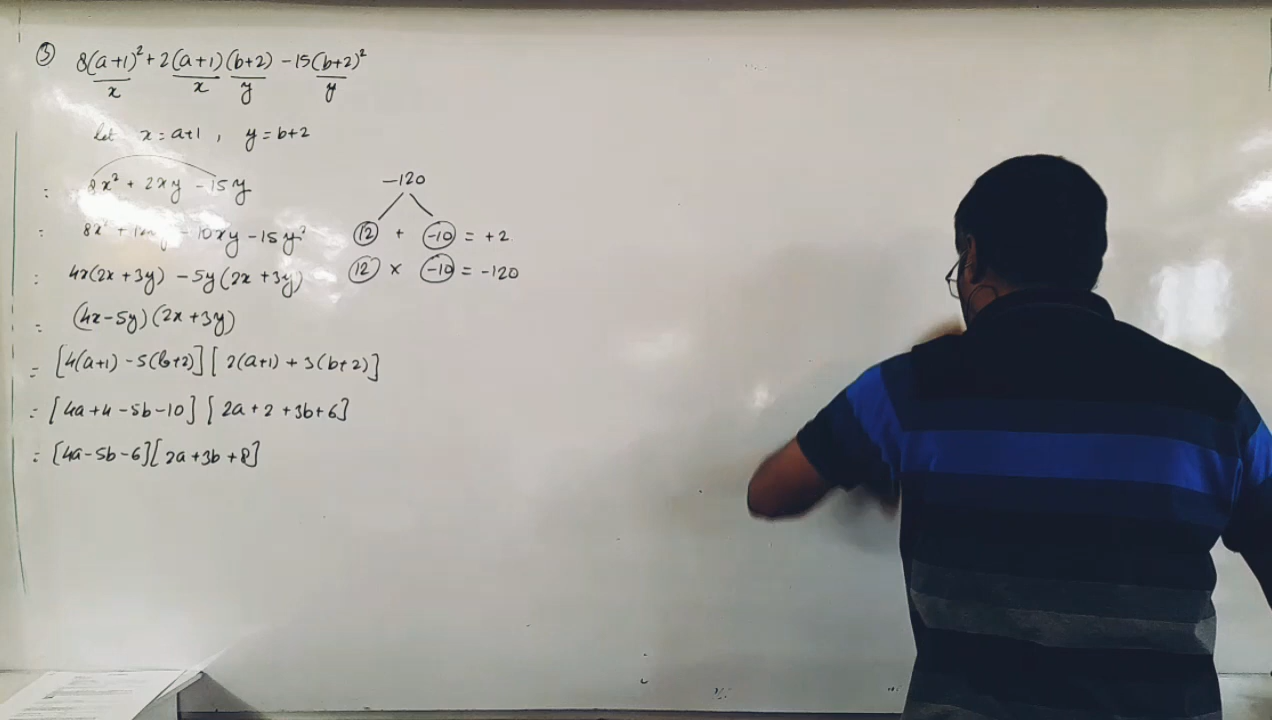 ③ 8(a+1)² + 2(a+1)(b+2) - 15(b+2)²
x x y y
let x = a+1 , y = b+2
= 8x² + 2xy - 15y
-120
= 8x² + 12xy - 10xy - 15y²
12 + -10 = +2
= 4x(2x + 3y) - 5y(2x + 3y)
12 × -10 = -120
= (4x - 5y)(2x + 3y)
= [4(a+1) - 5(b+2)][2(a+1) + 3(b+2)]
= [4a + 4 - 5b - 10][2a + 2 + 3b + 6]
= [4a - 5b - 6][2a + 3b + 8]